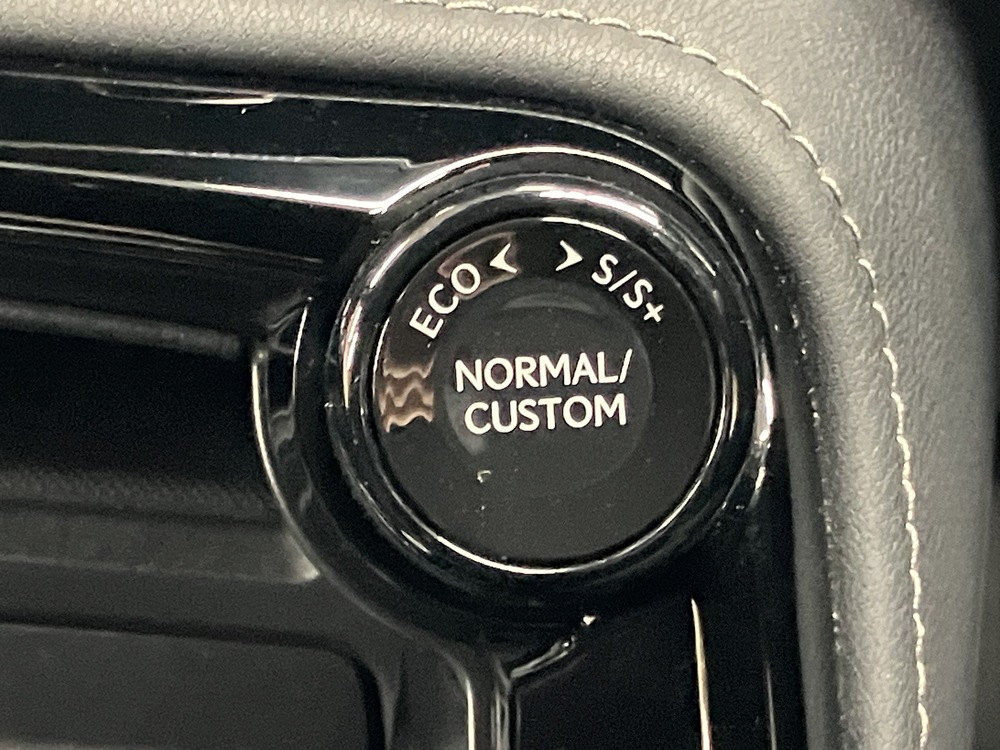 ECO < > S/S+
NORMAL/
CUSTOM